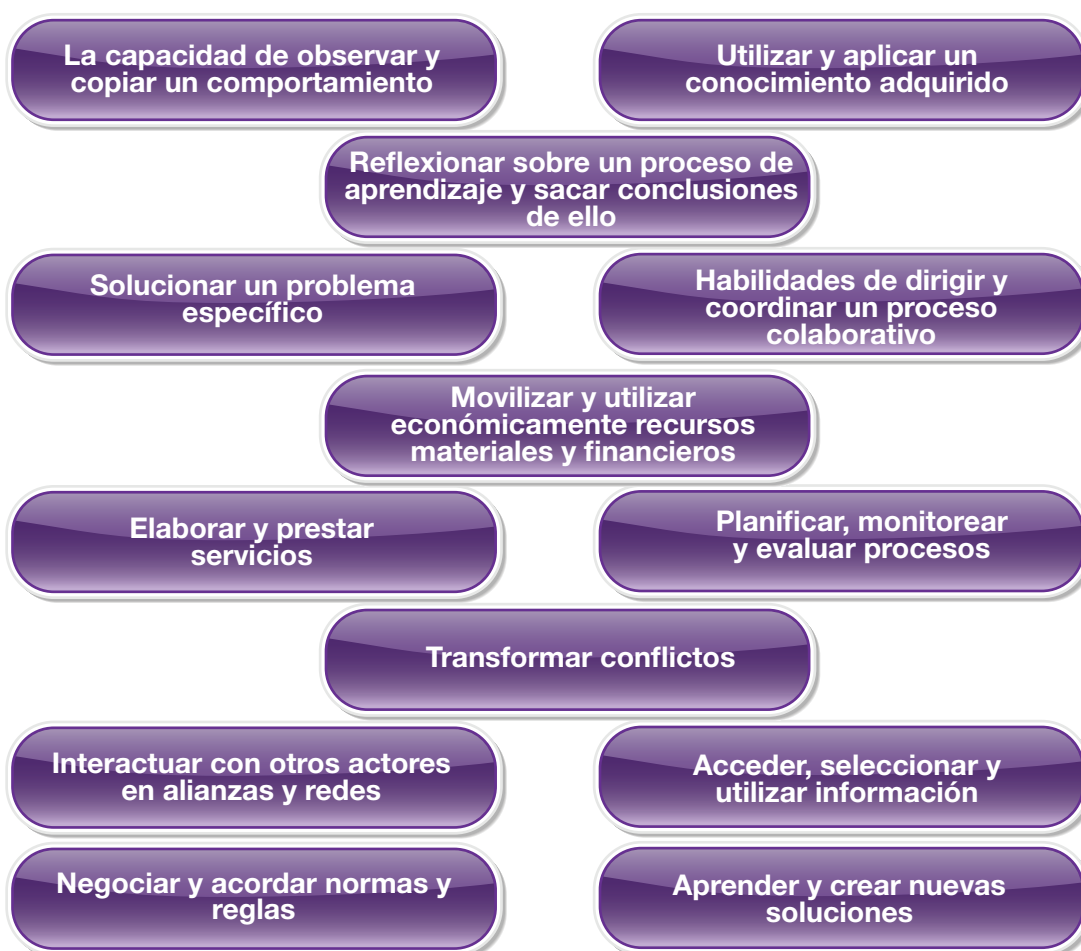 La capacidad de observar y
copiar un comportamiento
Utilizar y aplicar un
conocimiento adquirido
Reflexionar sobre un proceso de
aprendizaje y sacar conclusiones
de ello
Solucionar un problema
específico
Habilidades de dirigir y
coordinar un proceso
colaborativo
Movilizar y utilizar
económicamente recursos
materiales y financieros
Elaborar y prestar
servicios
Planificar, monitorear
y evaluar procesos
Transformar conflictos
Interactuar con otros actores
en alianzas y redes
Acceder, seleccionar y
utilizar información
Negociar y acordar normas y
reglas
Aprender y crear nuevas
soluciones